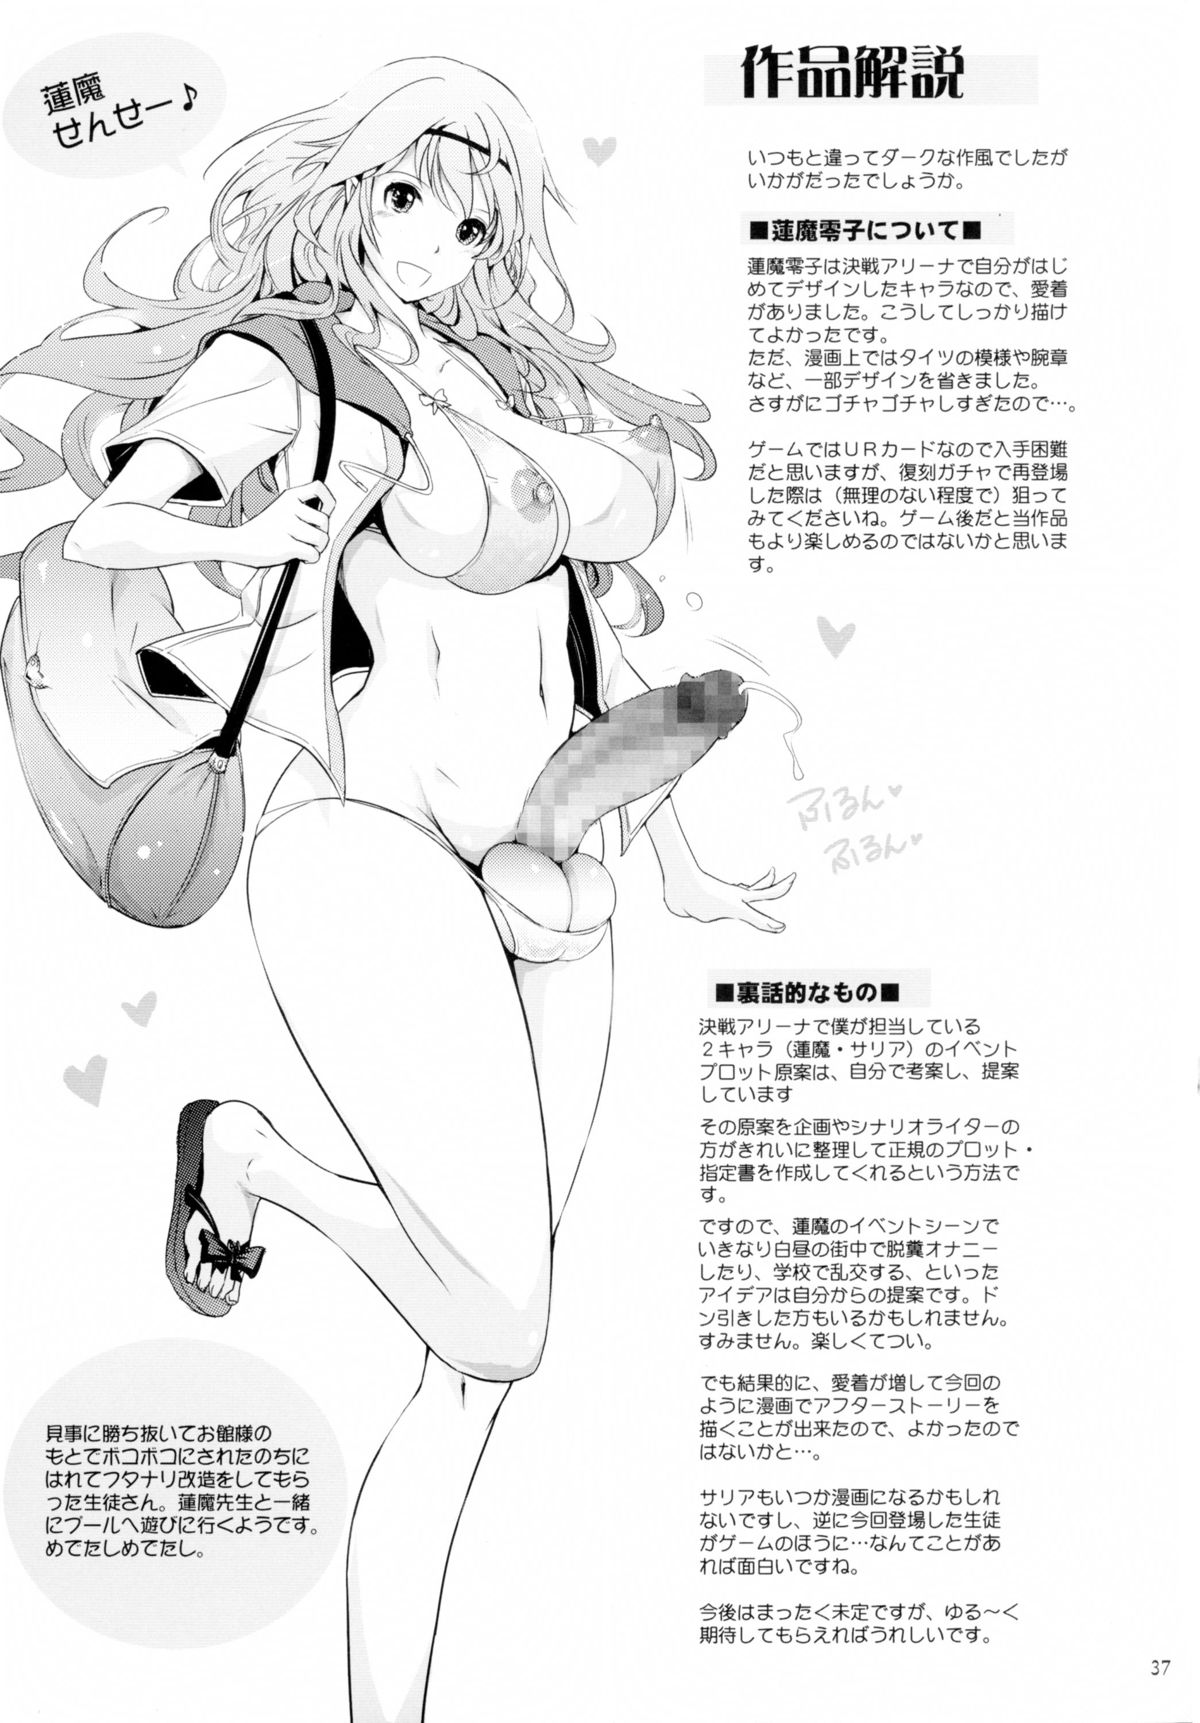 蓮魔
せんせー♪
作品解説
いつもと違ってダークな作風でしたが
いかがだったでしょうか。
■蓮魔零子について■
蓮魔零子は決戦アリーナで自分がはじ
めてデザインしたキャラなので、愛着
がありました。こうしてしっかり描け
てよかったです。
ただ、漫画上ではタイツの模様や腕章
など、一部デザインを省きました。
さすがにゴチャゴチャしすぎたので…。
ゲームではＵＲカードなので入手困難
だと思いますが、復刻ガチャで再登場
した際は（無理のない程度で）狙って
みてくださいね。ゲーム後だと当作品
もより楽しめるのではないかと思いま
す。
ふるん♥
ふるん♥
■裏話的なもの■
決戦アリーナで僕が担当している
２キャラ（蓮魔・サリア）のイベント
プロット原案は、自分で考案し、提案
しています
その原案を企画やシナリオライターの
方がきれいに整理して正規のプロット・
指定書を作成してくれるという方法で
す。
ですので、蓮魔のイベントシーンで
いきなり白昼の街中で脱糞オナニー
したり、学校で乱交する、といった
アイデアは自分からの提案です。ド
ン引きした方もいるかもしれません。
すみません。楽しくてつい。
でも結果的に、愛着が増して今回の
ように漫画でアフターストーリーを
描くことが出来たので、よかったので
はないかと…。
サリアもいつか漫画になるかもしれ
ないですし、逆に今回登場した生徒
がゲームのほうに…なんてことがあ
れば面白いですね。
今後はまったく未定ですが、ゆる～く
期待してもらえればうれしいです。
見事に勝ち抜いてお館様の
もとでボコボコにされたのちに
はれてフタナリ改造をしてもら
った生徒さん。蓮魔先生と一緒
にプールへ遊びに行くようです。
めでたしめでたし。
37